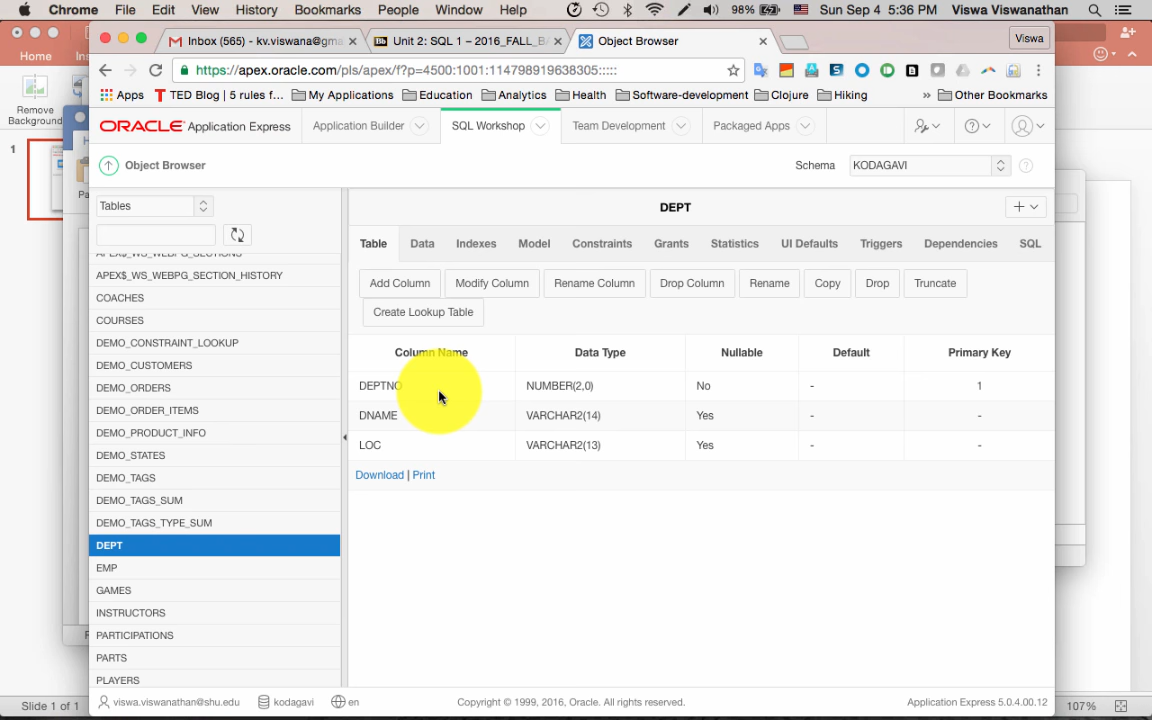 Chrome File Edit View History Bookmarks People Window Help 98% Sun Sep 4 5:36 PM Viswa Viswanathan
Inbox (565) - kv.viswana@gm Unit 2: SQL 1 – 2016_FALL_BA Object Browser Viswa
Home
https://apex.oracle.com/pls/apex/f?p=4500:1001:114798919638305:::::
Remove
Background
Apps TED Blog | 5 rules f... My Applications Education Analytics Health Software-development Clojure Hiking » Other Bookmarks
ORACLE Application Express Application Builder SQL Workshop Team Development Packaged Apps
1
Object Browser Schema KODAGAVI
Tables
DEPT
Table Data Indexes Model Constraints Grants Statistics UI Defaults Triggers Dependencies SQL
APEX$_WS_WEBPG_SECTIONS
APEX$_WS_WEBPG_SECTION_HISTORY
COACHES
COURSES
DEMO_CONSTRAINT_LOOKUP
DEMO_CUSTOMERS
DEMO_ORDERS
DEMO_ORDER_ITEMS
DEMO_PRODUCT_INFO
DEMO_STATES
DEMO_TAGS
DEMO_TAGS_SUM
DEMO_TAGS_TYPE_SUM
DEPT
EMP
GAMES
INSTRUCTORS
PARTICIPATIONS
PARTS
PLAYERS
Add Column Modify Column Rename Column Drop Column Rename Copy Drop Truncate
Create Lookup Table
Column Name Data Type Nullable Default Primary Key
DEPTNO NUMBER(2,0) No - 1
DNAME VARCHAR2(14) Yes - -
LOC VARCHAR2(13) Yes - -
Download | Print
viswa.viswanathan@shu.edu kodagavi en Copyright © 1999, 2016, Oracle. All rights reserved. Application Express 5.0.4.00.12
Slide 1 of 1 107%